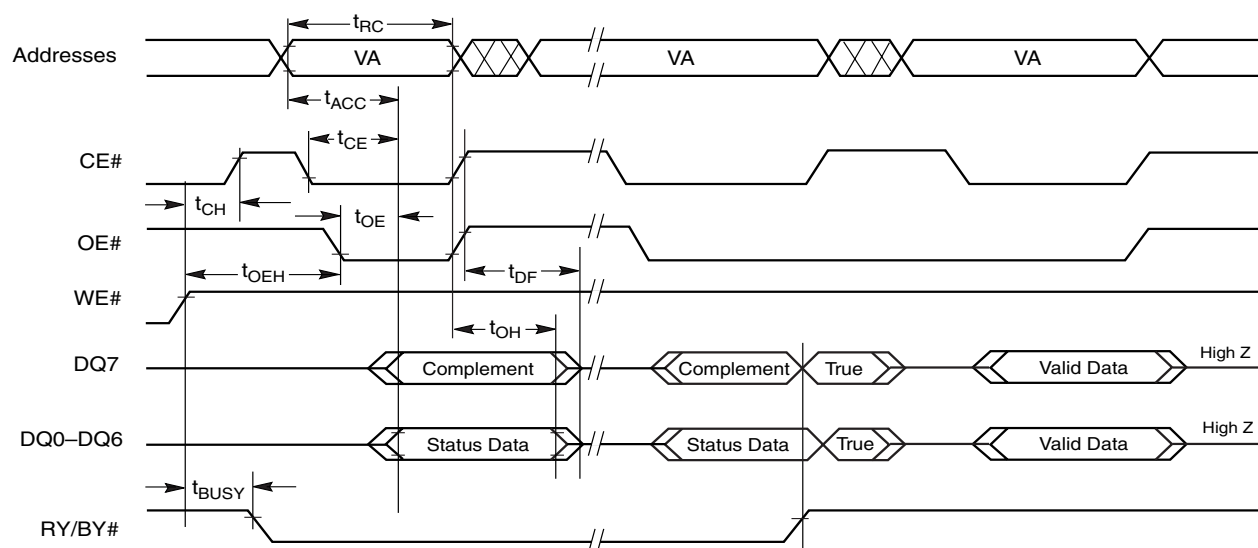 tRC
Addresses VA VA VA
tACC
tCE
CE#
tCH tOE
OE#
tOEH tDF
WE#
tOH
DQ7 Complement Complement True Valid Data High Z
DQ0–DQ6 Status Data Status Data True Valid Data High Z
tBUSY
RY/BY#